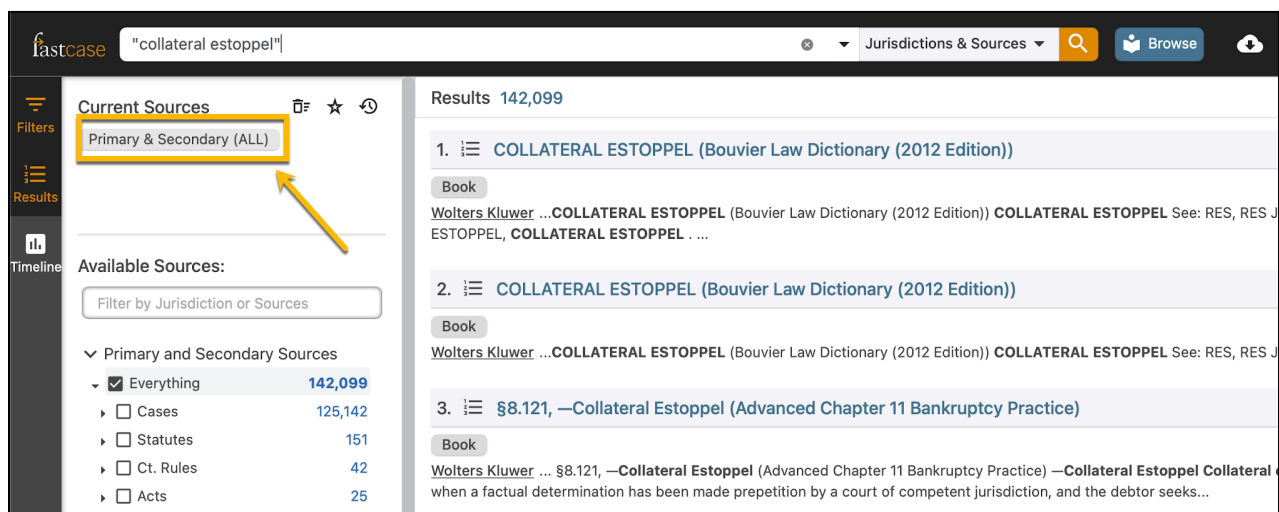 fastcase
"collateral estoppel"
Jurisdictions & Sources
Browse
Filters
Results
Timeline
Current Sources
Primary & Secondary (ALL)
Available Sources:
Filter by Jurisdiction or Sources
Primary and Secondary Sources
Everything 142,099
Cases 125,142
Statutes 151
Ct. Rules 42
Acts 25
Results 142,099
1. COLLATERAL ESTOPPEL (Bouvier Law Dictionary (2012 Edition))
Book
Wolters Kluwer ...COLLATERAL ESTOPPEL (Bouvier Law Dictionary (2012 Edition)) COLLATERAL ESTOPPEL See: RES, RES J
ESTOPPEL, COLLATERAL ESTOPPEL . ...
2. COLLATERAL ESTOPPEL (Bouvier Law Dictionary (2012 Edition))
Book
Wolters Kluwer ...COLLATERAL ESTOPPEL (Bouvier Law Dictionary (2012 Edition)) COLLATERAL ESTOPPEL See: RES, RES J
3. §8.121, —Collateral Estoppel (Advanced Chapter 11 Bankruptcy Practice)
Book
Wolters Kluwer ... §8.121, —Collateral Estoppel (Advanced Chapter 11 Bankruptcy Practice) —Collateral Estoppel Collateral
when a factual determination has been made prepetition by a court of competent jurisdiction, and the debtor seeks...